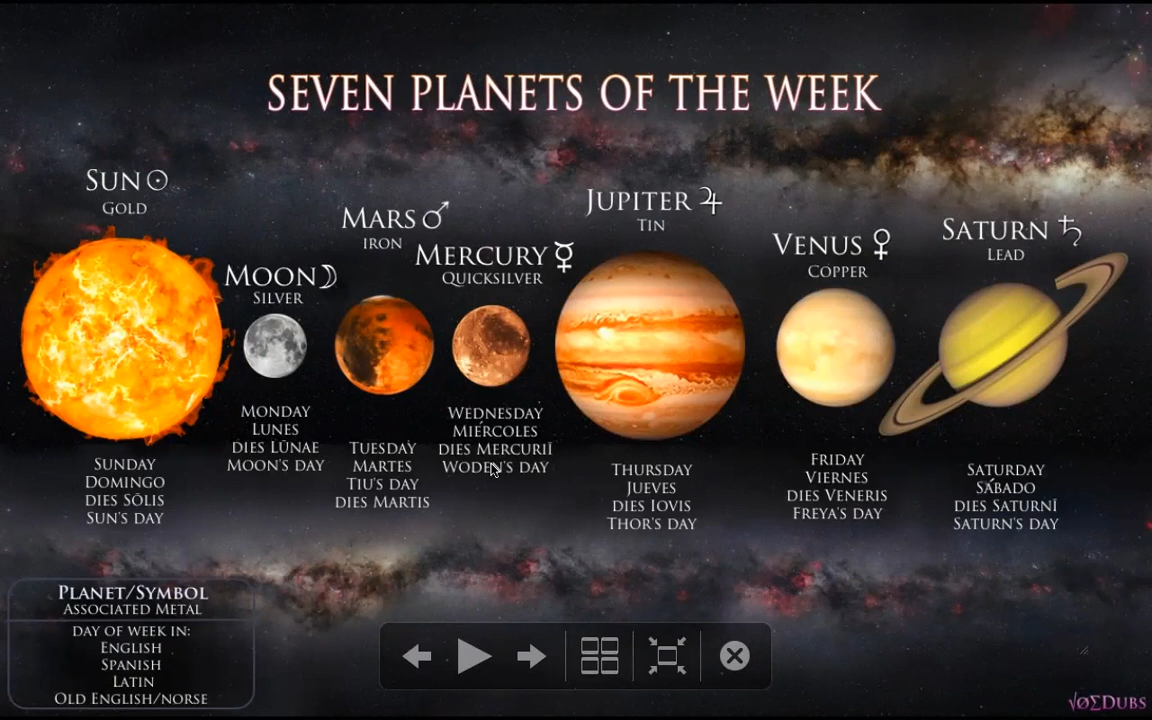 SEVEN PLANETS OF THE WEEK
SUN ☉
GOLD
SUNDAY
DOMINGO
DIES SŌLIS
SUN'S DAY
MOON ☽
SILVER
MONDAY
LUNES
DIES LŪNAE
MOON'S DAY
MARS ♂
IRON
TUESDAY
MARTES
TIU'S DAY
DIES MARTIS
MERCURY ☿
QUICKSILVER
WEDNESDAY
MIÉRCOLES
DIES MERCURIĪ
WODEN'S DAY
JUPITER ♃
TIN
THURSDAY
JUEVES
DIES IOVIS
THOR'S DAY
VENUS ♀
COPPER
FRIDAY
VIERNES
DIES VENERIS
FREYA'S DAY
SATURN ♄
LEAD
SATURDAY
SÁBADO
DIES SATURNĪ
SATURN'S DAY
PLANET/SYMBOL
ASSOCIATED METAL
DAY OF WEEK IN:
ENGLISH
SPANISH
LATIN
OLD ENGLISH/NORSE
√ØΣDUBS